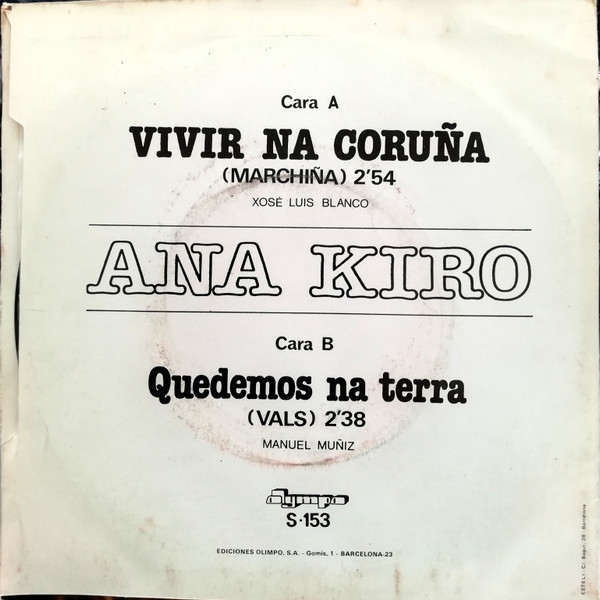 Cara A
VIVIR NA CORUÑA
(MARCHIÑA) 2'54
XOSÉ LUIS BLANCO
ANA KIRO
Cara B
Quedemos na terra
(VALS) 2'38
MANUEL MUÑIZ
Olympo
S-153
EDICIONES OLIMPO, S.A. - Gomis, 1 - BARCELONA-23